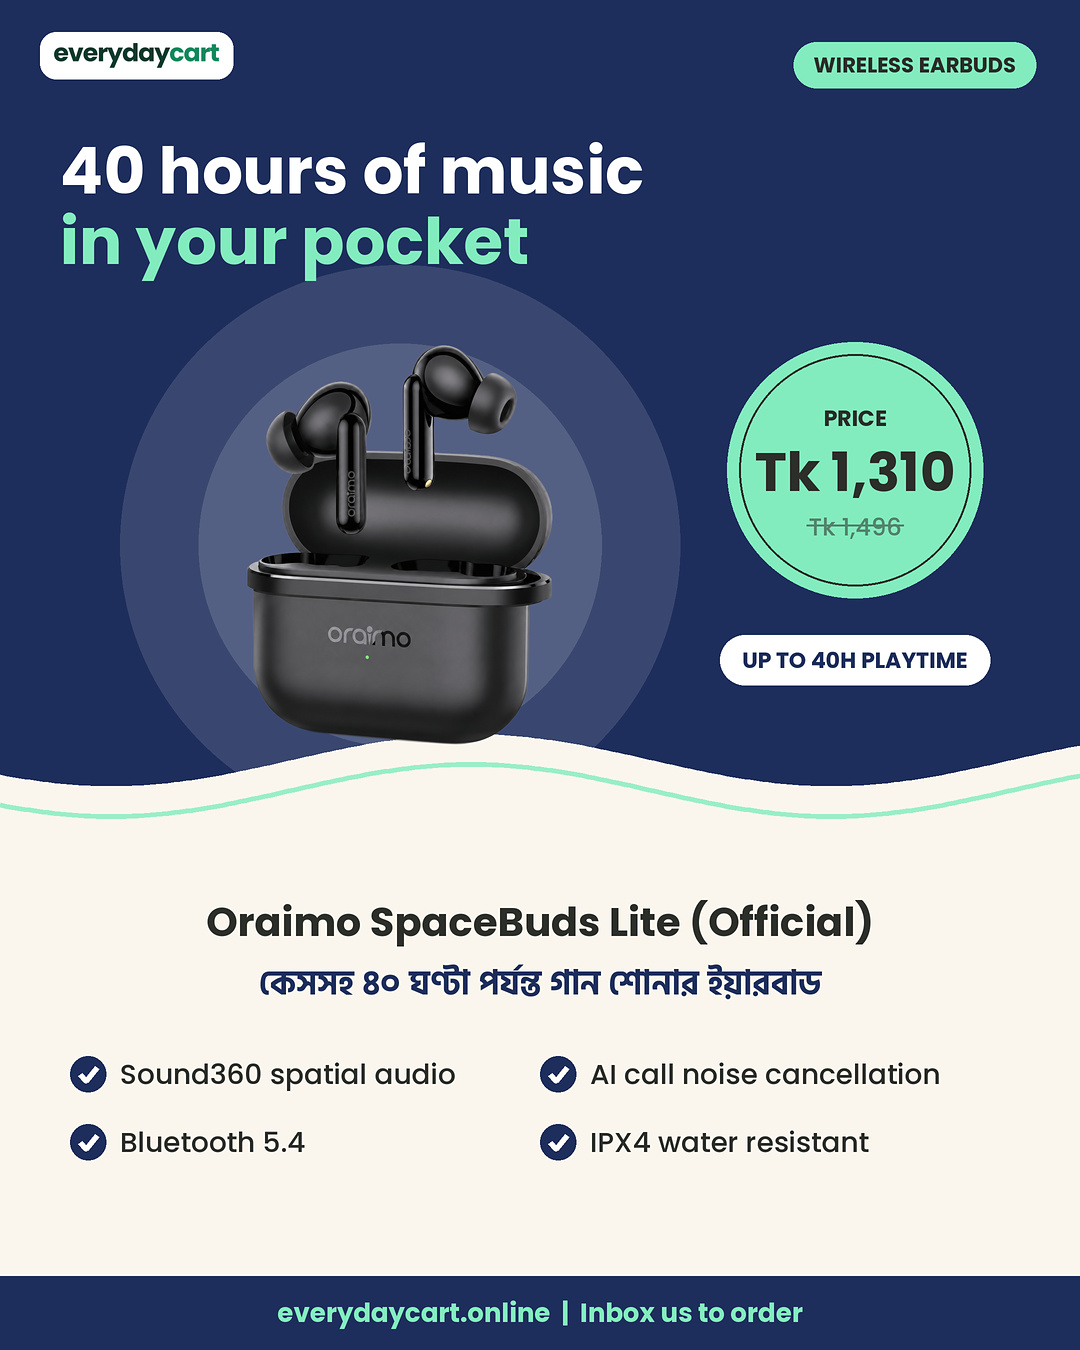 everydaycart
WIRELESS EARBUDS
40 hours of music
in your pocket
oraimo
oraimo
oraimo
PRICE
Tk 1,310
Tk 1,496
UP TO 40H PLAYTIME
Oraimo SpaceBuds Lite (Official)
কেসসহ ৪০ ঘণ্টা পর্যন্ত গান শোনার ইয়ারবাড
Sound360 spatial audio
AI call noise cancellation
Bluetooth 5.4
IPX4 water resistant
everydaycart.online | Inbox us to order